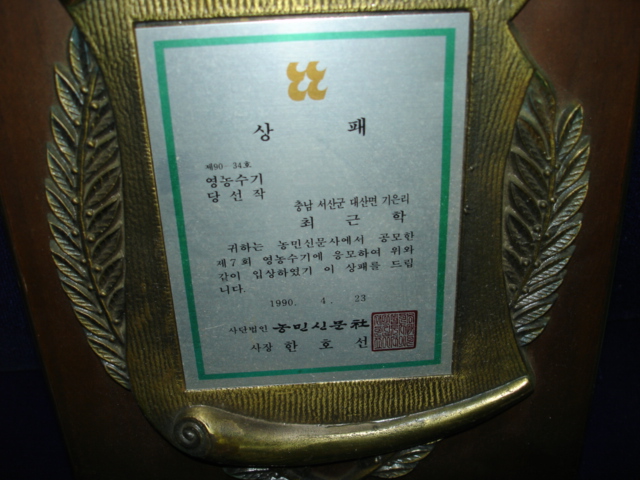 상 패
제90-34호
영농수기
당선작
충남 서산군 대산면 기은리
최 근 학
귀하는 농민신문사에서 공모한
제7회 영농수기에 응모하여 위와
같이 입상하였기 이 상패를 드립
니다.
1990. 4. 23
사단법인 농민신문社
사장 한 호 선